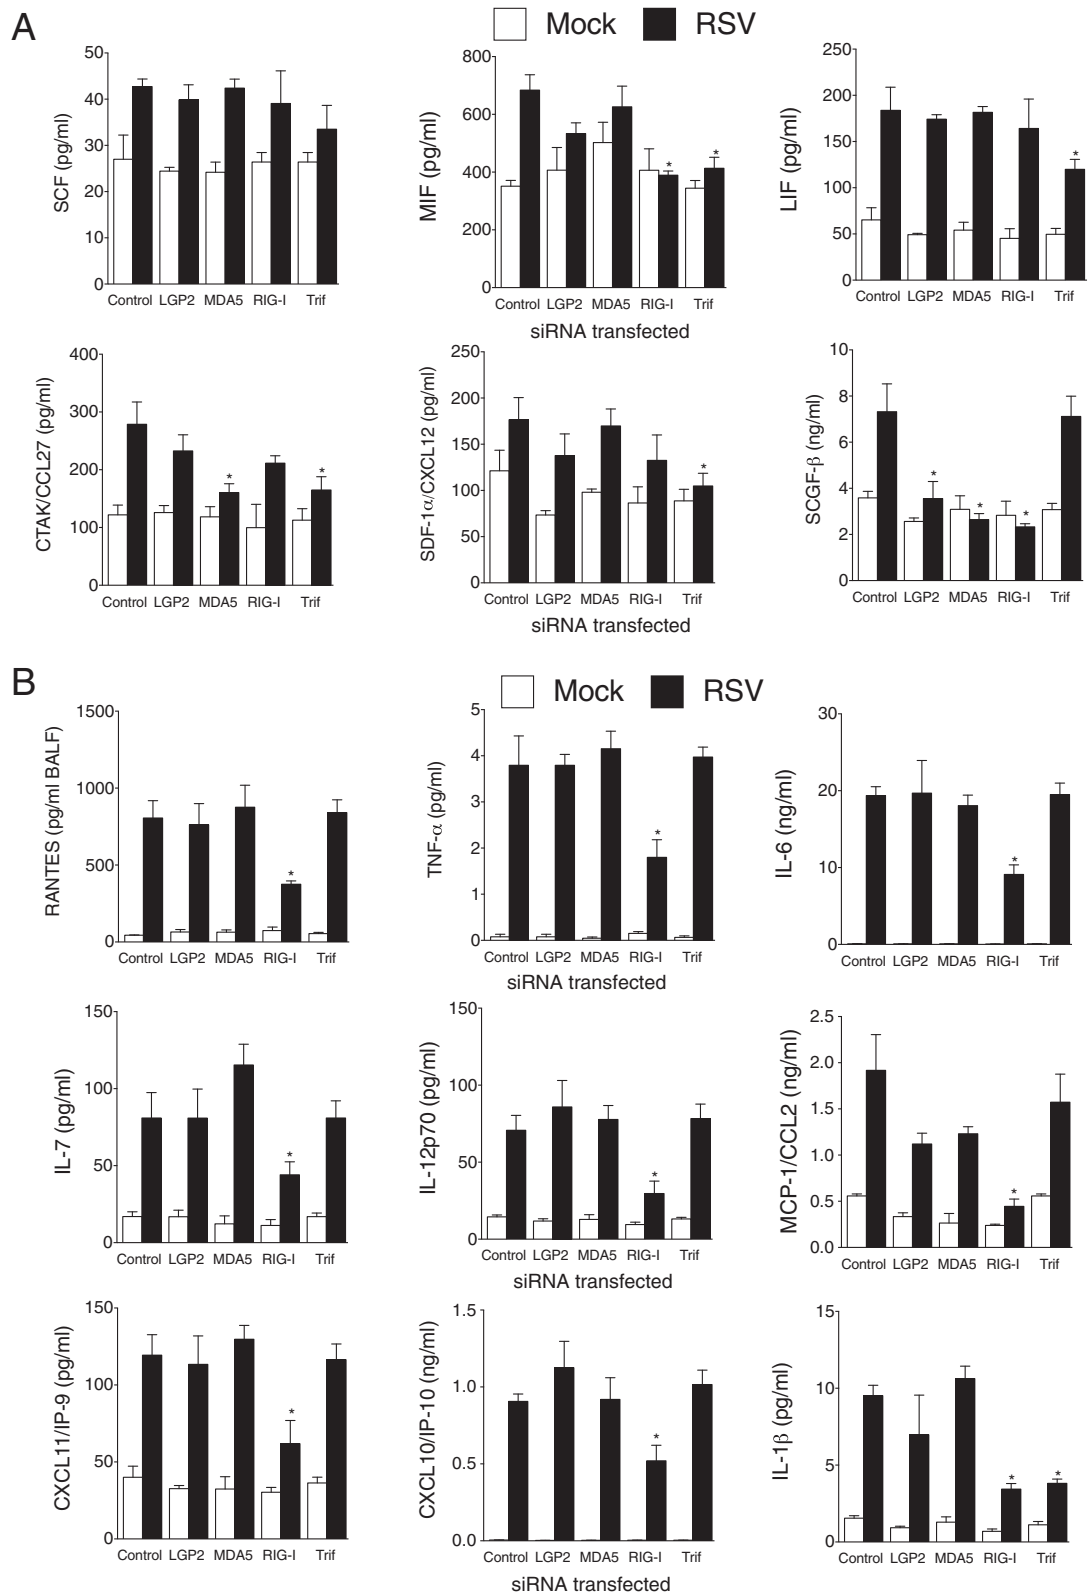 A
Mock RSV
SCF (pg/ml)
50
40
30
20
10
0
Control LGP2 MDA5 RIG-I Trif
MIF (pg/ml)
800
600
400
200
0
* *
Control LGP2 MDA5 RIG-I Trif
siRNA transfected
LIF (pg/ml)
250
200
150
100
50
0
*
Control LGP2 MDA5 RIG-I Trif
CTAK/CCL27 (pg/ml)
400
300
200
100
0
* *
Control LGP2 MDA5 RIG-I Trif
SDF-1α/CXCL12 (pg/ml)
250
200
150
100
50
0
*
Control LGP2 MDA5 RIG-I Trif
siRNA transfected
SCGF-β (ng/ml)
10
8
6
4
2
0
* * *
Control LGP2 MDA5 RIG-I Trif
B
Mock RSV
RANTES (pg/ml BALF)
1500
1000
500
0
*
Control LGP2 MDA5 RIG-I Trif
TNF-α (pg/ml)
5
4
3
2
1
0
*
Control LGP2 MDA5 RIG-I Trif
siRNA transfected
IL-6 (ng/ml)
30
20
10
0
*
Control LGP2 MDA5 RIG-I Trif
IL-7 (pg/ml)
150
100
50
0
*
Control LGP2 MDA5 RIG-I Trif
IL-12p70 (pg/ml)
150
100
50
0
*
Control LGP2 MDA5 RIG-I Trif
siRNA transfected
MCP-1/CCL2 (ng/ml)
2.5
2.0
1.5
1.0
0.5
0.0
*
Control LGP2 MDA5 RIG-I Trif
CXCL11/IP-9 (pg/ml)
150
100
50
0
*
Control LGP2 MDA5 RIG-I Trif
CXCL10/IP-10 (ng/ml)
1.5
1.0
0.5
0.0
*
Control LGP2 MDA5 RIG-I Trif
siRNA transfected
IL-1β (pg/ml)
15
10
5
0
* *
Control LGP2 MDA5 RIG-I Trif